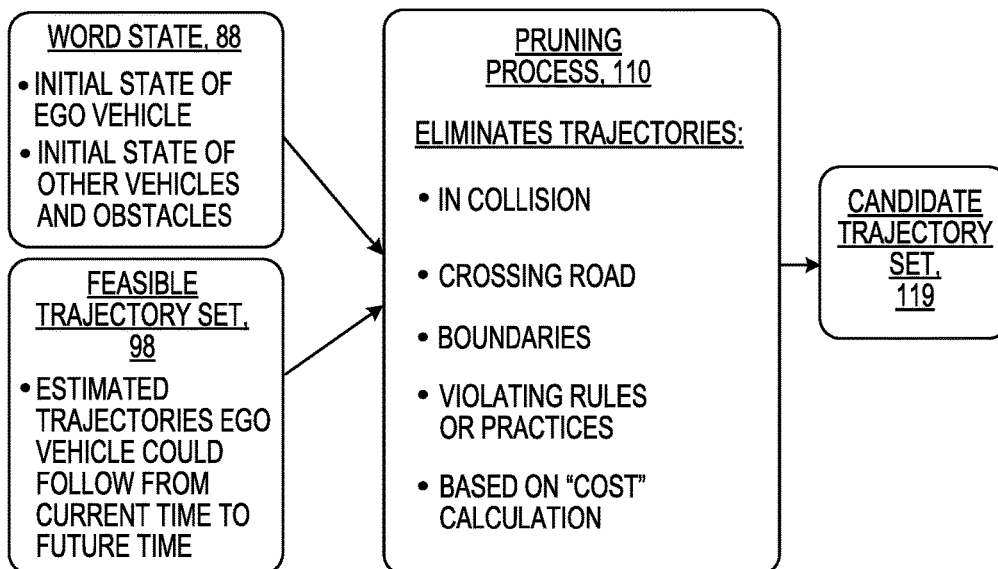 WORD STATE, 88
• INITIAL STATE OF
EGO VEHICLE
• INITIAL STATE OF
OTHER VEHICLES
AND OBSTACLES
FEASIBLE
TRAJECTORY SET,
98
• ESTIMATED
TRAJECTORIES EGO
VEHICLE COULD
FOLLOW FROM
CURRENT TIME TO
FUTURE TIME
PRUNING
PROCESS, 110
ELIMINATES TRAJECTORIES:
• IN COLLISION
• CROSSING ROAD
• BOUNDARIES
• VIOLATING RULES
OR PRACTICES
• BASED ON “COST”
CALCULATION
CANDIDATE
TRAJECTORY
SET,
119